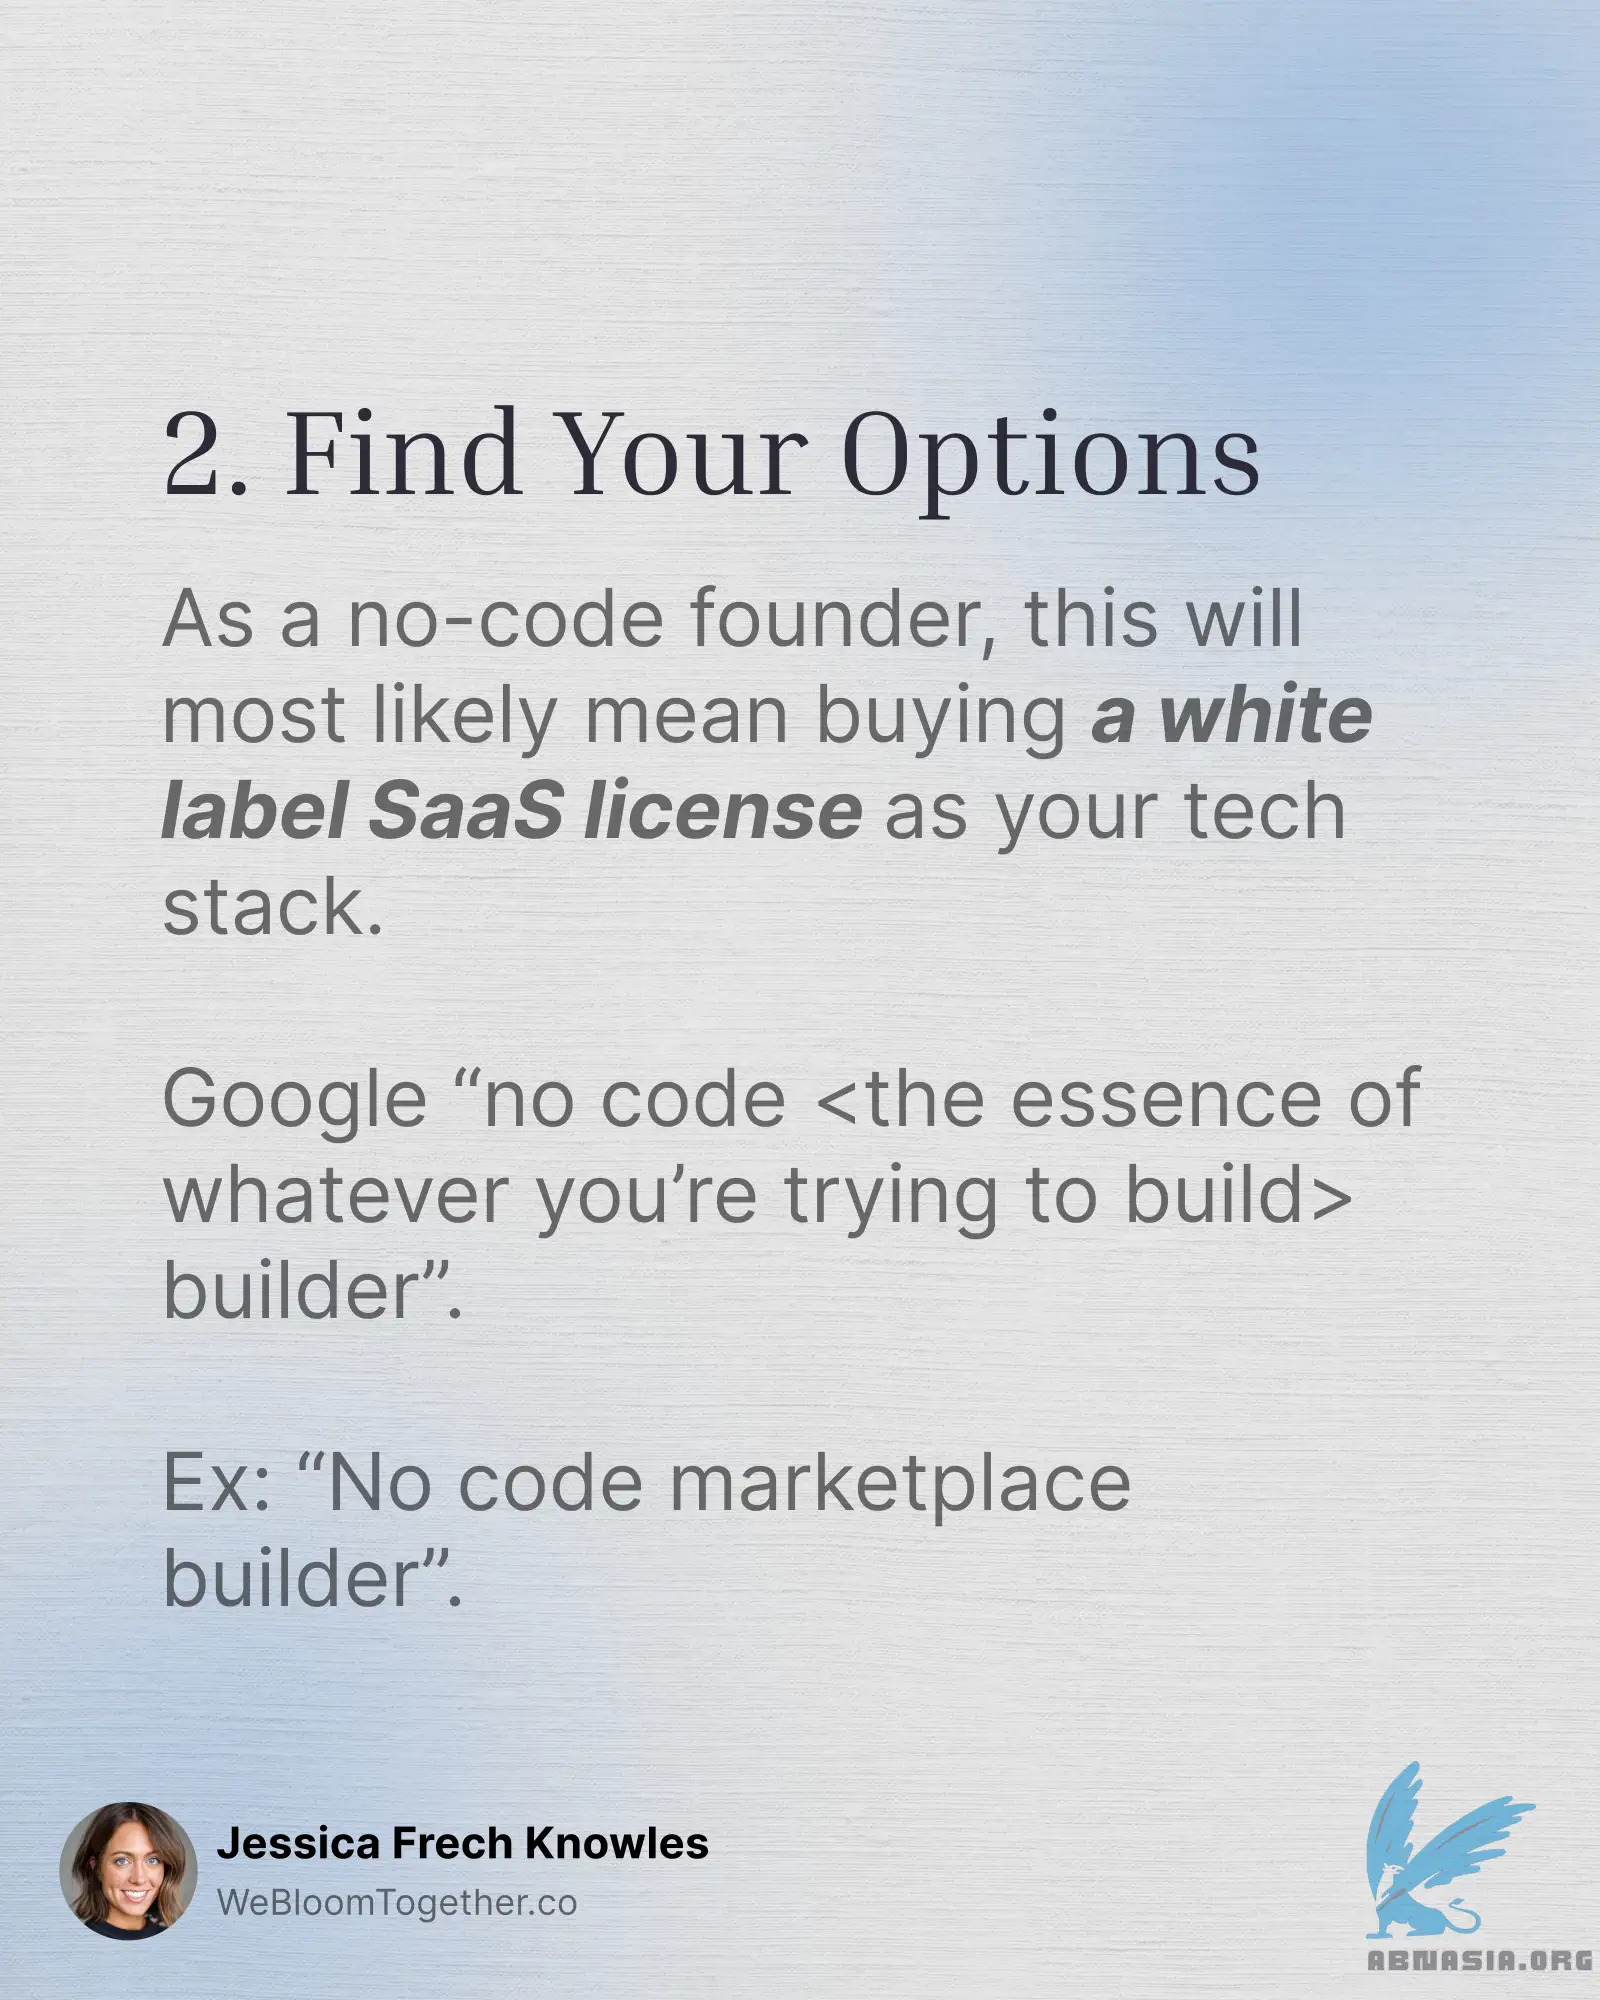 2. Find Your Options
As a no-code founder, this will
most likely mean buying a white
label SaaS license as your tech
stack.
Google “no code <the essence of
whatever you’re trying to build>
builder”.
Ex: “No code marketplace
builder”.
Jessica Frech Knowles
WeBloomTogether.co
ABNASIA.ORG